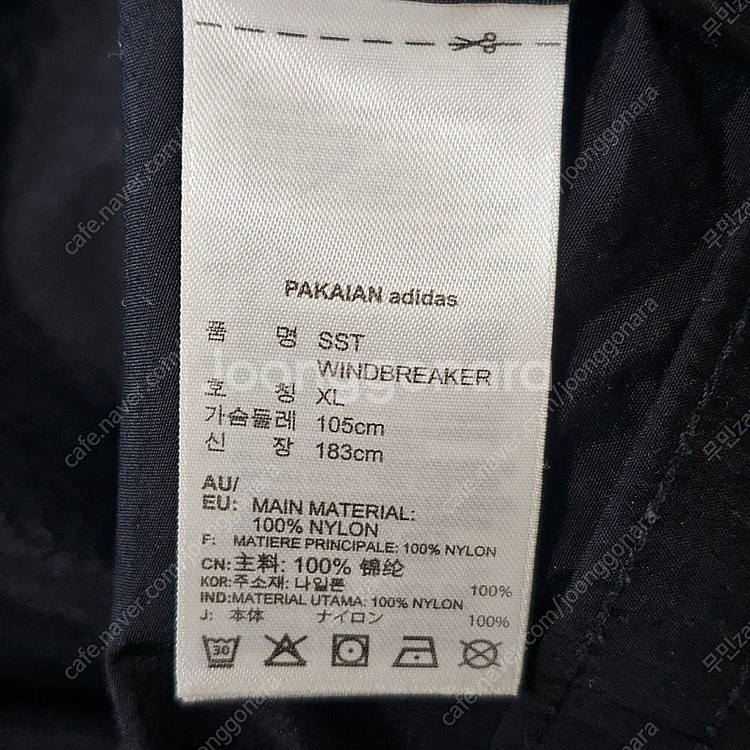 PAKAIAN adidas
품 명 SST
WINDBREAKER
호 칭 XL
가슴둘레 105cm
신 장 183cm
AU/
EU: MAIN MATERIAL:
100% NYLON
F: MATIERE PRINCIPALE: 100% NYLON
CN:主料: 100% 锦纶
KOR:주소재: 나일론 100%
IND:MATERIAL UTAMA: 100% NYLON
J: 本体 ナイロン 100%
30
joonggonara
cafe.naver.com/joonggonara